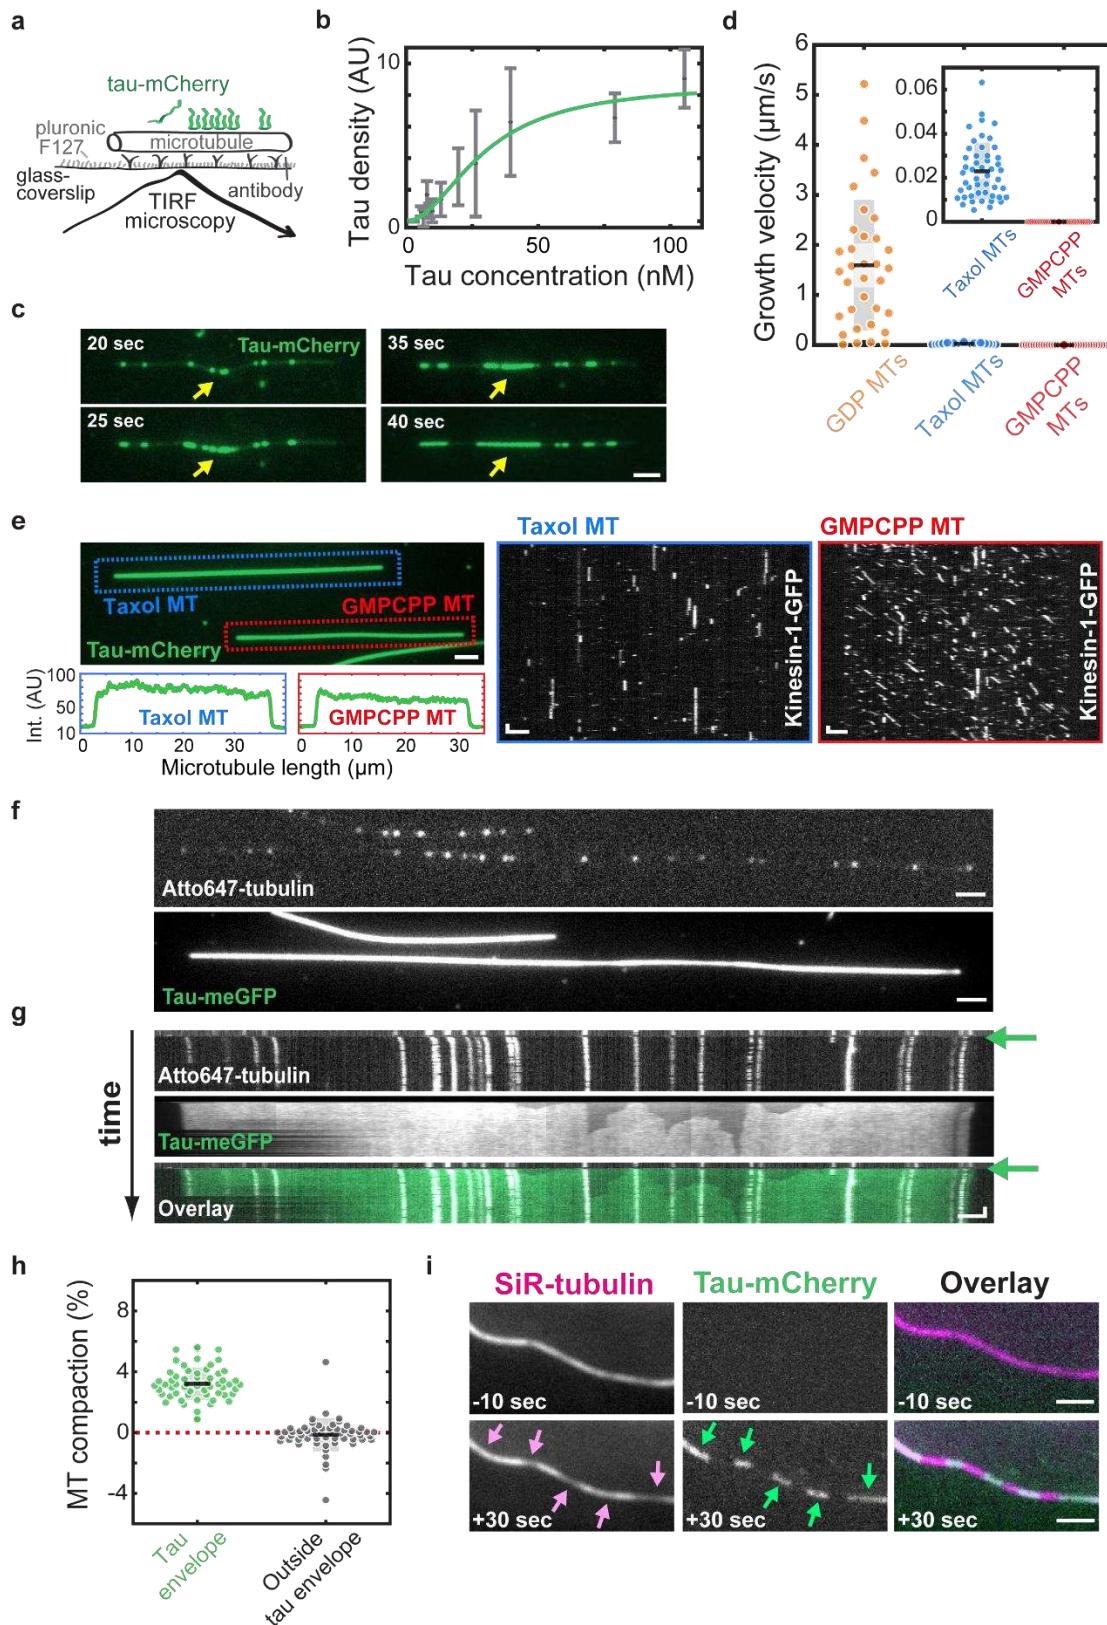 a
tau-mCherry
pluronic
F127
microtubule
glass-
coverslip
TIRF
microscopy
antibody
b
Tau density (AU)
10
0
0
50
100
Tau concentration (nM)
c
20 sec
Tau-mCherry
25 sec
35 sec
40 sec
d
Growth velocity (µm/s)
6
5
4
3
2
1
0
0.06
0.04
0.02
0
Taxol MTs
GMPCPP
MTs
GDP MTs
Taxol MTs
GMPCPP
MTs
e
Taxol MT
GMPCPP MT
Tau-mCherry
Int. (AU)
100
50
10
Taxol MT
GMPCPP MT
0
10
20
30
0
10
20
30
Microtubule length (µm)
Taxol MT
Kinesin-1-GFP
GMPCPP MT
Kinesin-1-GFP
f
Atto647-tubulin
Tau-meGFP
g
time
Atto647-tubulin
Tau-meGFP
Overlay
h
MT compaction (%)
8
4
0
−4
Tau
envelope
Outside
tau envelope
i
SiR-tubulin
Tau-mCherry
Overlay
-10 sec
-10 sec
-10 sec
+30 sec
+30 sec
+30 sec